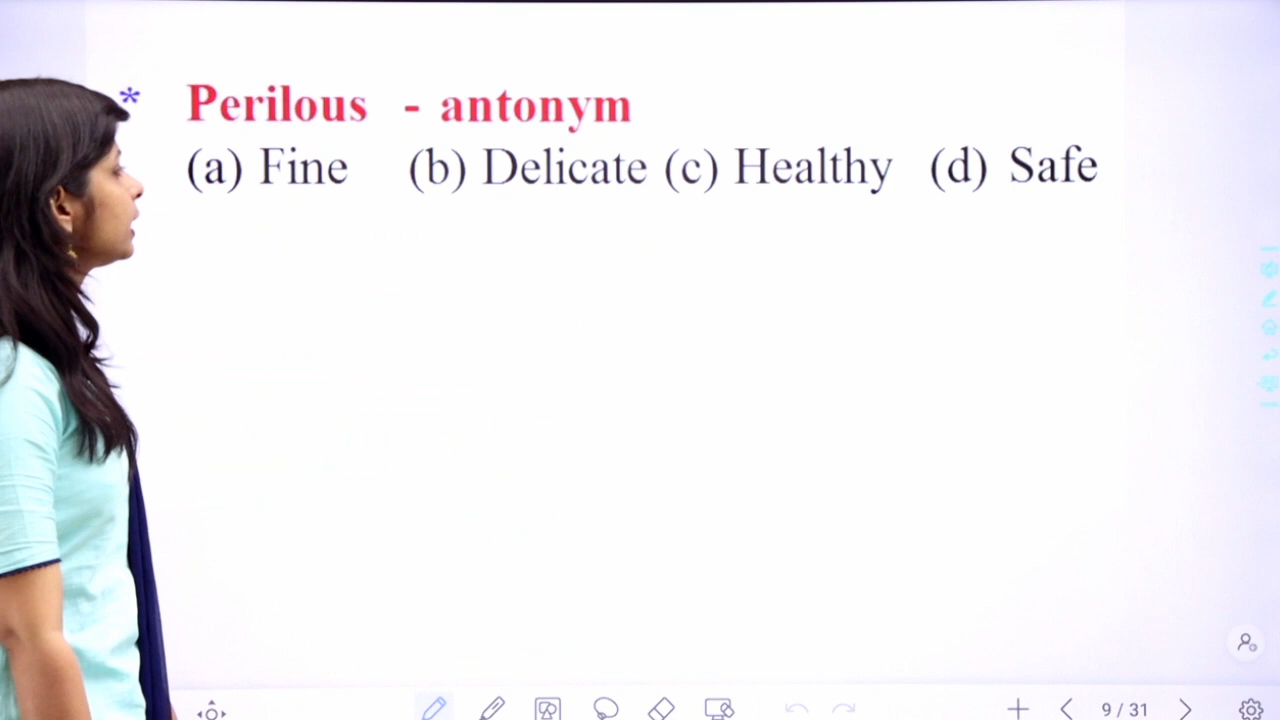 * Perilous - antonym
(a) Fine (b) Delicate (c) Healthy (d) Safe
9 / 31